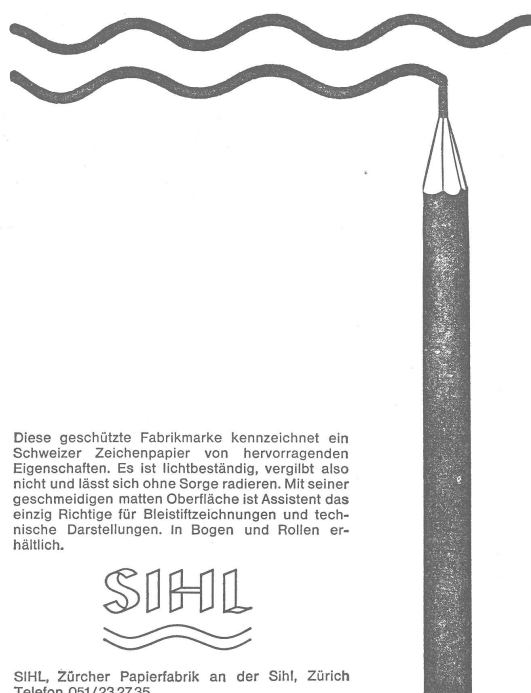 Diese geschützte Fabrikmarke kennzeichnet ein
Schweizer Zeichenpapier von hervorragenden
Eigenschaften. Es ist lichtbeständig, vergilbt also
nicht und lässt sich ohne Sorge radieren. Mit seiner
geschmeidigen matten Oberfläche ist Assistent das
einzig Richtige für Bleistiftzeichnungen und tech-
nische Darstellungen. In Bogen und Rollen er-
hältlich.
SIHL
SIHL, Zürcher Papierfabrik an der Sihl, Zürich
Telefon 051/23 27 35